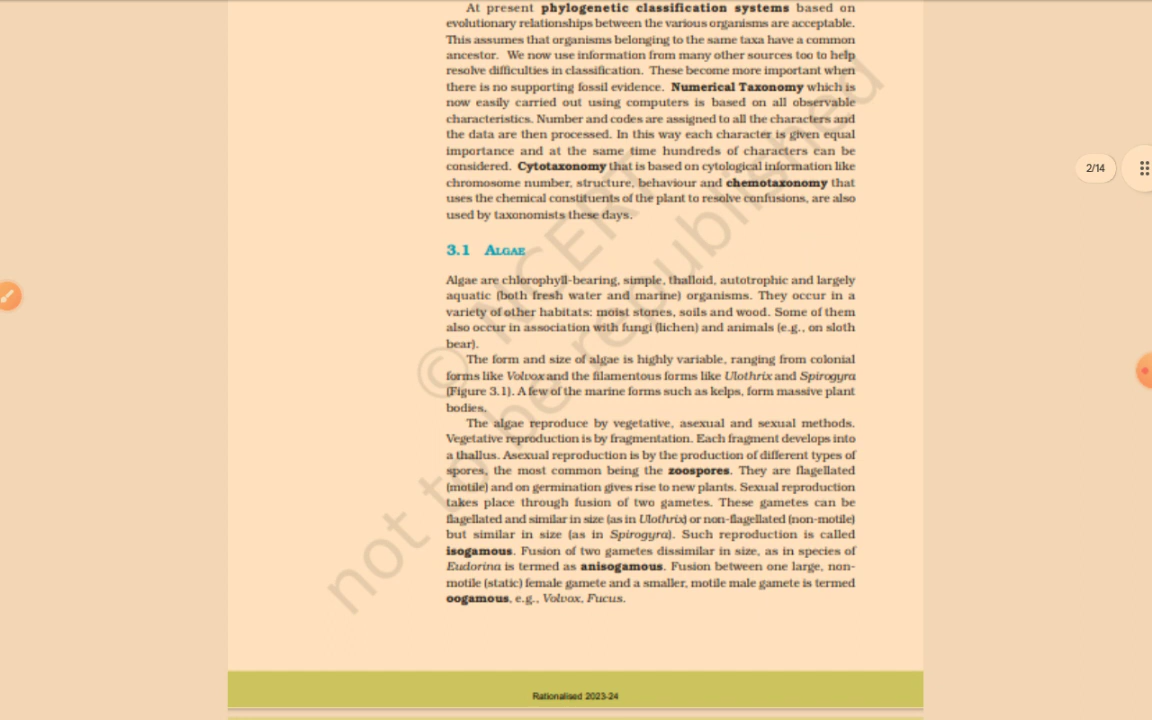 At present phylogenetic classification systems based on
evolutionary relationships between the various organisms are acceptable.
This assumes that organisms belonging to the same taxa have a common
ancestor. We now use information from many other sources too to help
resolve difficulties in classification. These become more important when
there is no supporting fossil evidence. Numerical Taxonomy which is
now easily carried out using computers is based on all observable
characteristics. Number and codes are assigned to all the characters and
the data are then processed. In this way each character is given equal
importance and at the same time hundreds of characters can be
considered. Cytotaxonomy that is based on cytological information like
chromosome number, structure, behaviour and chemotaxonomy that
uses the chemical constituents of the plant to resolve confusions, are also
used by taxonomists these days.
2/14
3.1 ALGAE
Algae are chlorophyll-bearing, simple, thalloid, autotrophic and largely
aquatic (both fresh water and marine) organisms. They occur in a
variety of other habitats: moist stones, soils and wood. Some of them
also occur in association with fungi (lichen) and animals (e.g., on sloth
bear).
The form and size of algae is highly variable, ranging from colonial
forms like Volvox and the filamentous forms like Ulothrix and Spirogyra
(Figure 3.1). A few of the marine forms such as kelps, form massive plant
bodies.
The algae reproduce by vegetative, asexual and sexual methods.
Vegetative reproduction is by fragmentation. Each fragment develops into
a thallus. Asexual reproduction is by the production of different types of
spores, the most common being the zoospores. They are flagellated
(motile) and on germination gives rise to new plants. Sexual reproduction
takes place through fusion of two gametes. These gametes can be
flagellated and similar in size (as in Ulothrix) or non-flagellated (non-motile)
but similar in size (as in Spirogyra). Such reproduction is called
isogamous. Fusion of two gametes dissimilar in size, as in species of
Eudorina is termed as anisogamous. Fusion between one large, non-
motile (static) female gamete and a smaller, motile male gamete is termed
oogamous, e.g., Volvox, Fucus.
© NCERT
not to be republished
Rationalised 2023-24